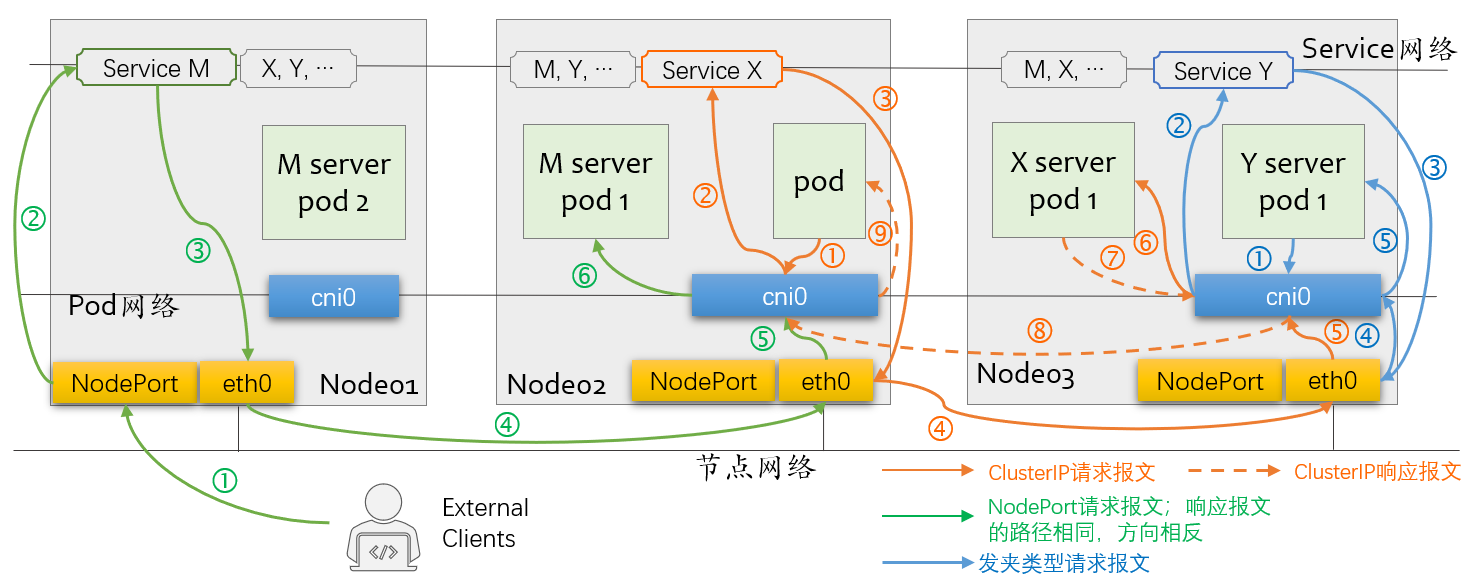 Service网络
Service M
X, Y, …
M, Y, …
Service X
M, X, …
Service Y
③
②
③
M server
pod 2
M server
pod 1
pod
X server
pod 1
Y server
pod 1
②
②
③
⑨
①
⑥
⑦
⑥
①
⑤
Pod网络
cni0
cni0
cni0
⑤
⑧
⑤
④
NodePort
eth0
Node01
Node02
NodePort
eth0
Node03
NodePort
eth0
④
④
节点网络
①
External
Clients
ClusterIP请求报文
ClusterIP响应报文
NodePort请求报文；响应报文
的路径相同，方向相反
发夹类型请求报文